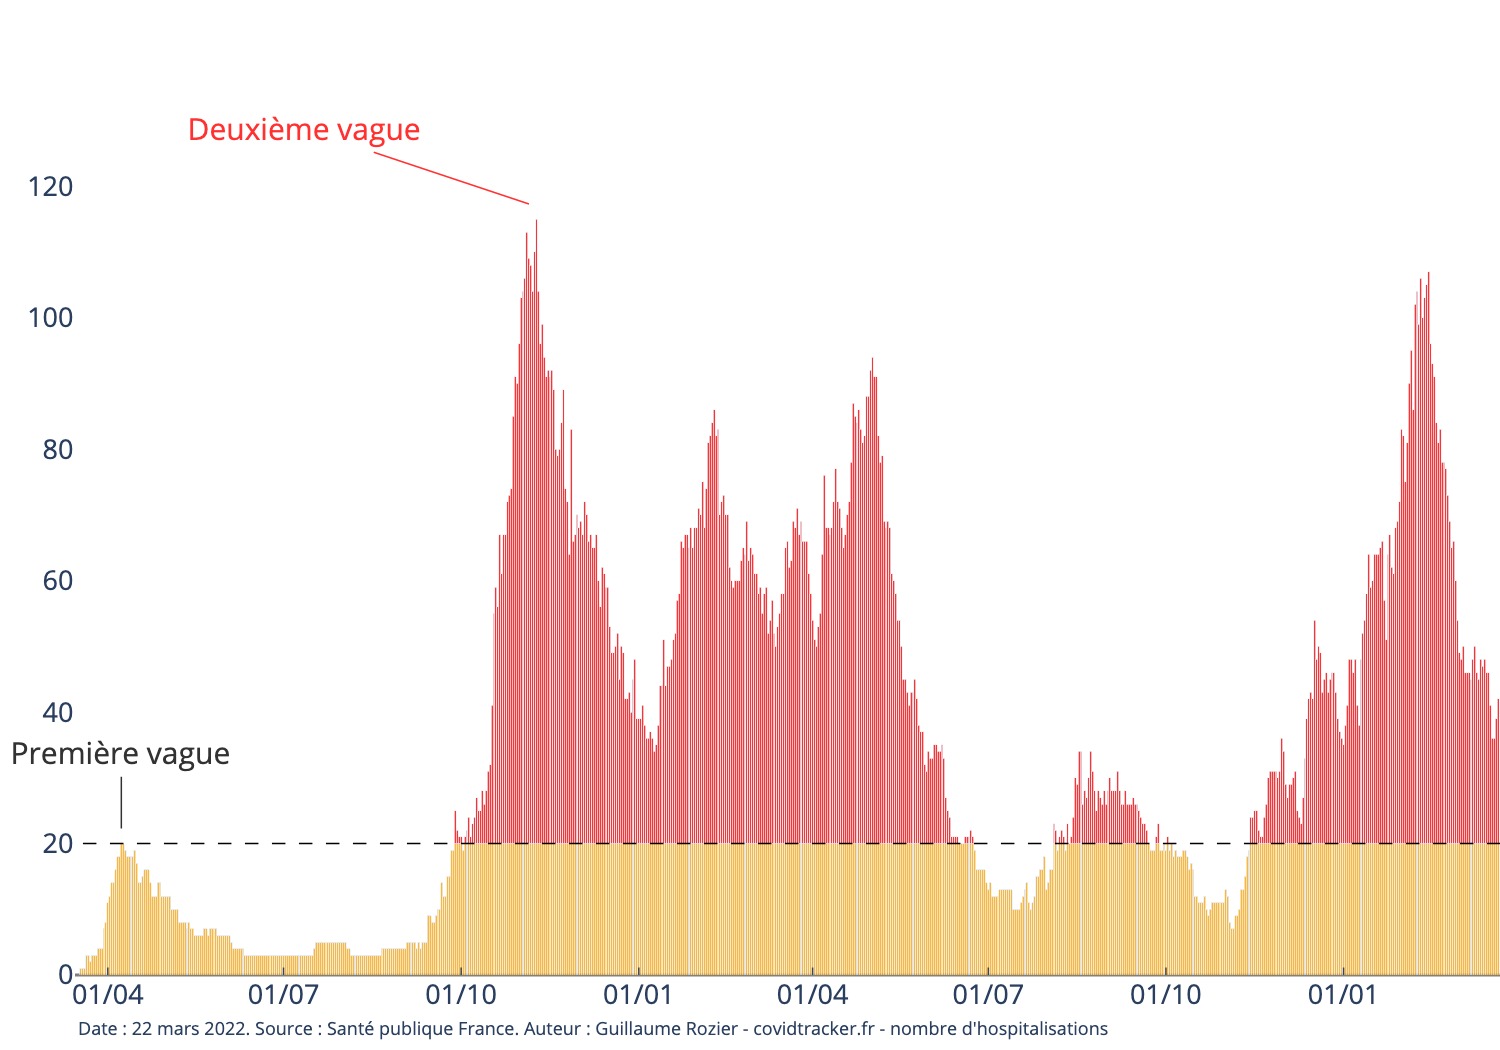 Deuxième vague
120
100
80
60
40
Première vague
20
0
01/04 01/07 01/10 01/01 01/04 01/07 01/10 01/01
Date : 22 mars 2022. Source : Santé publique France. Auteur : Guillaume Rozier - covidtracker.fr - nombre d'hospitalisations